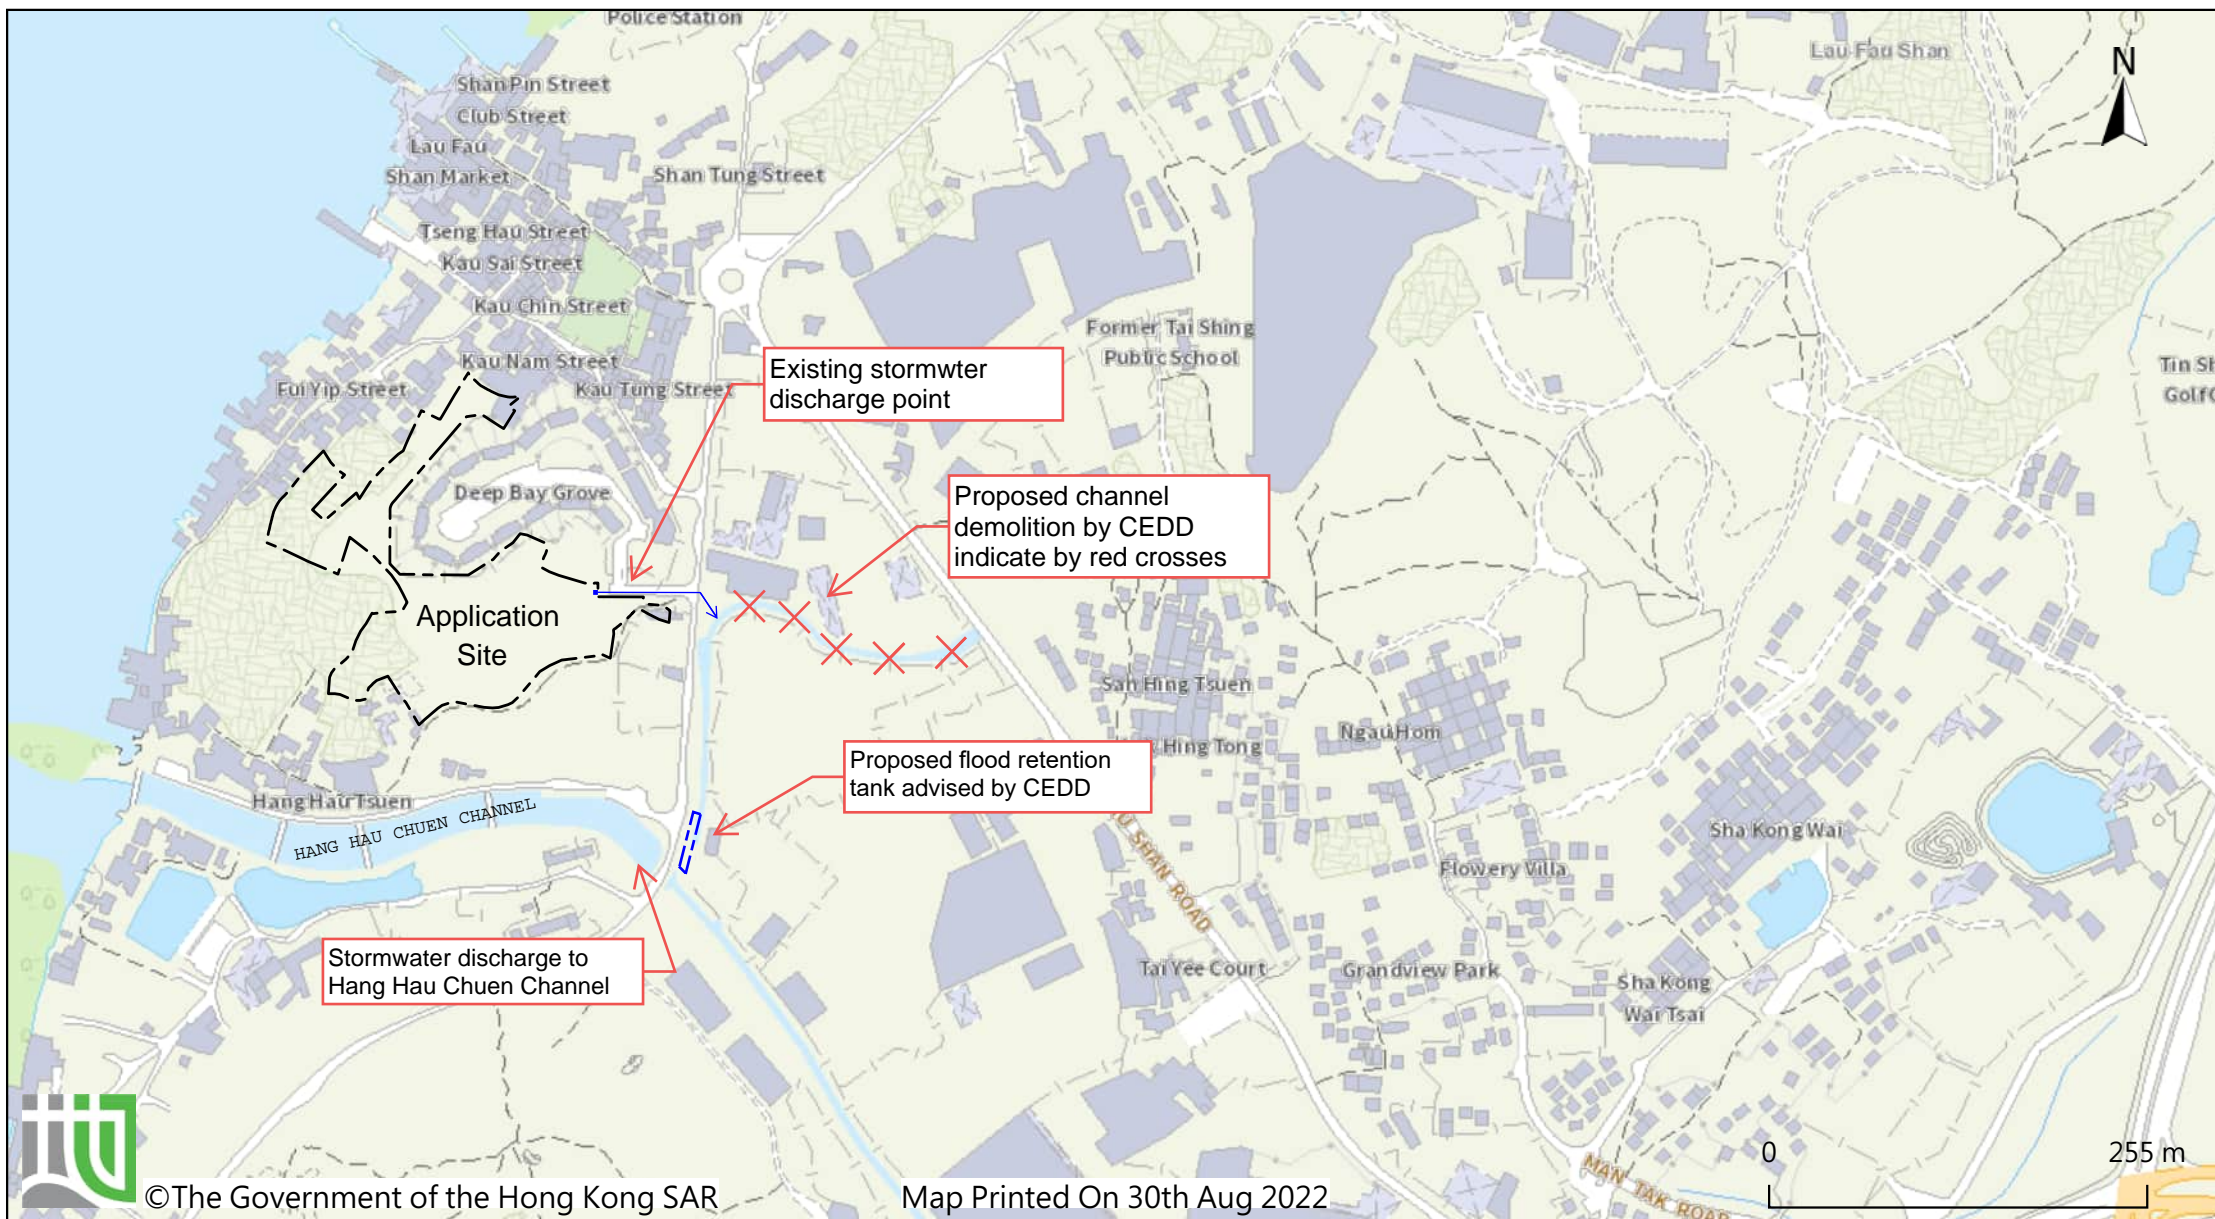 Police Station
Lau Fau Shan
N
Shan Pin Street
Club Street
Lau Fau
Shan Market
Shan Tung Street
Tseng Hau Street
Kau Sai Street
Kau Chin Street
Former Tai Shing
Public School
Kau Nam Street
Fui Yip Street
Kau Tung Street
Existing stormwter
discharge point
Tin Sh
GolfC
Deep Bay Grove
Proposed channel
demolition by CEDD
indicate by red crosses
Application
Site
San Hing Tsuen
Hing Tong
Ngau Hom
Proposed flood retention
tank advised by CEDD
Hang Hau Tsuen
HANG HAU CHUEN CHANNEL
Sha Kong Wai
Flowery Villa
U SHAN ROAD
Stormwater discharge to
Hang Hau Chuen Channel
Tai Yee Court
Grandview Park
Sha Kong
Wai Tsai
MAN TAK ROAD
0
255 m
©The Government of the Hong Kong SAR
Map Printed On 30th Aug 2022